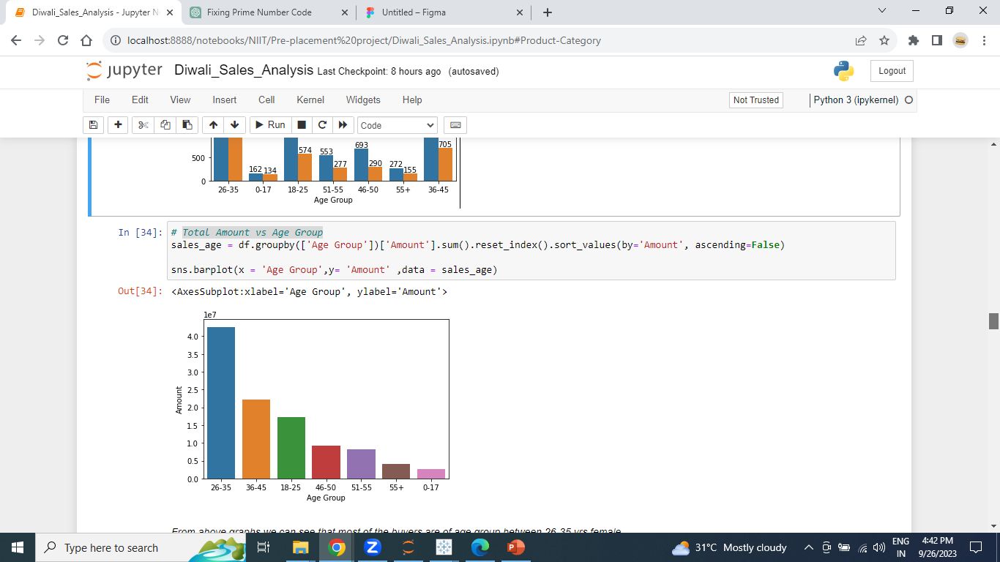 Diwali_Sales_Analysis - Jupyter N
Fixing Prime Number Code
Untitled – Figma
localhost:8888/notebooks/NIIT/Pre-placement%20project/Diwali_Sales_Analysis.ipynb#Product-Category
jupyter Diwali_Sales_Analysis Last Checkpoint: 8 hours ago (autosaved)
Logout
File Edit View Insert Cell Kernel Widgets Help
Not Trusted
Python 3 (ipykernel)
Run
Code
574 553 693 705
500
162 134 277 290 272 155
0
26-35 0-17 18-25 51-55 46-50 55+ 36-45
Age Group
In [34]: # Total Amount vs Age Group
sales_age = df.groupby(['Age Group'])['Amount'].sum().reset_index().sort_values(by='Amount', ascending=False)
sns.barplot(x = 'Age Group',y= 'Amount' ,data = sales_age)
Out[34]: <AxesSubplot:xlabel='Age Group', ylabel='Amount'>
1e7
4.0
3.5
3.0
2.5
2.0
1.5
1.0
0.5
0.0
Amount
26-35 36-45 18-25 46-50 51-55 55+ 0-17
Age Group
From above graphs we can see that most of the buyers are of age group between 26-35 yrs female
Type here to search
31°C Mostly cloudy
ENG
IN
4:42 PM
9/26/2023